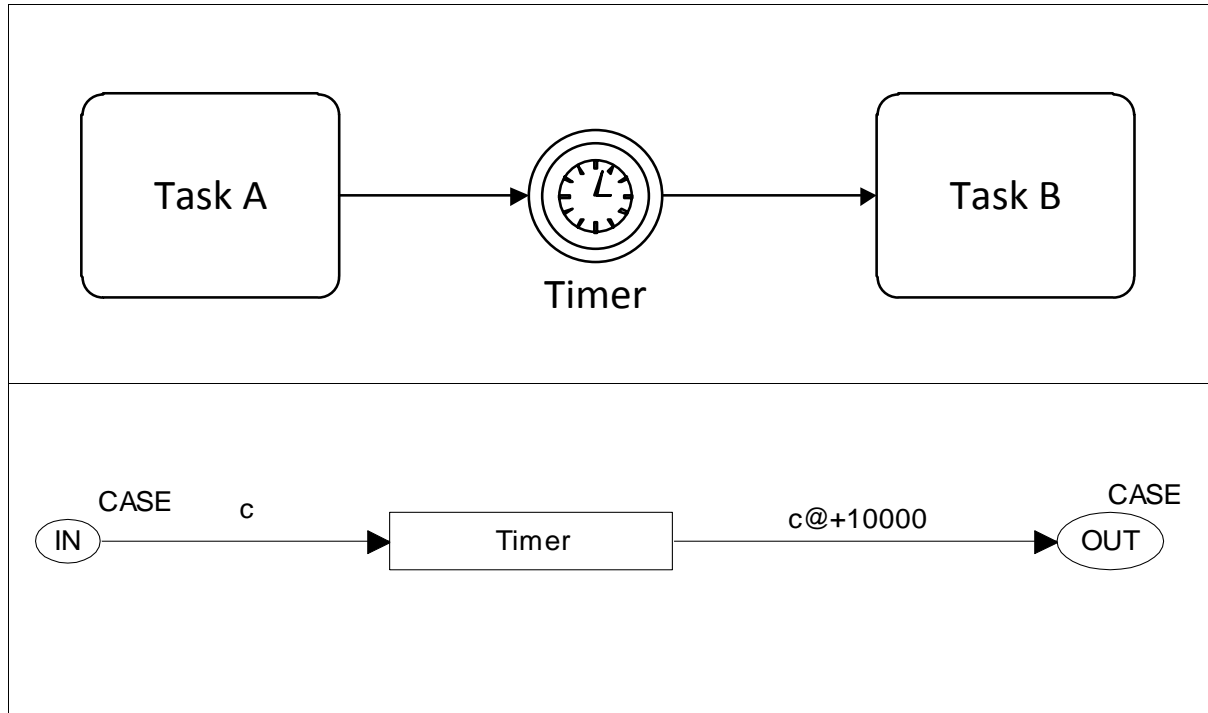 Task A
Task B
Timer
CASE
c
CASE
IN
Timer
c@+10000
OUT